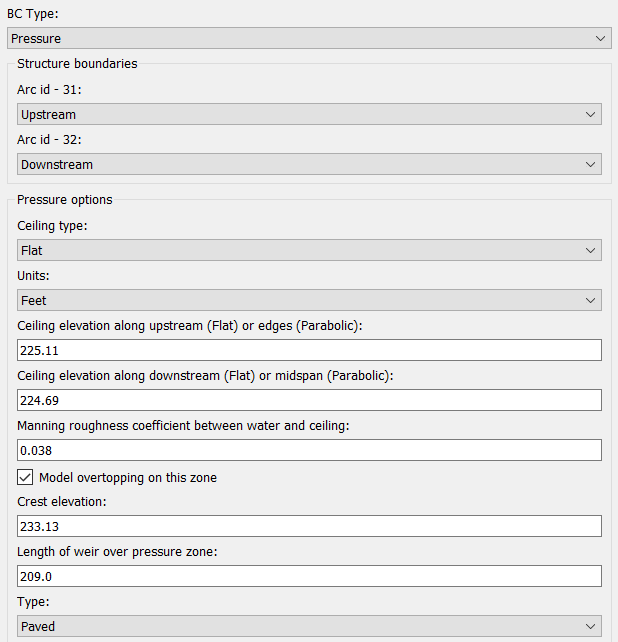 BC Type:
Pressure
Structure boundaries
Arc id - 31:
Upstream
Arc id - 32:
Downstream
Pressure options
Ceiling type:
Flat
Units:
Feet
Ceiling elevation along upstream (Flat) or edges (Parabolic):
225.11
Ceiling elevation along downstream (Flat) or midspan (Parabolic):
224.69
Manning roughness coefficient between water and ceiling:
0.038
Model overtopping on this zone
Crest elevation:
233.13
Length of weir over pressure zone:
209.0
Type:
Paved